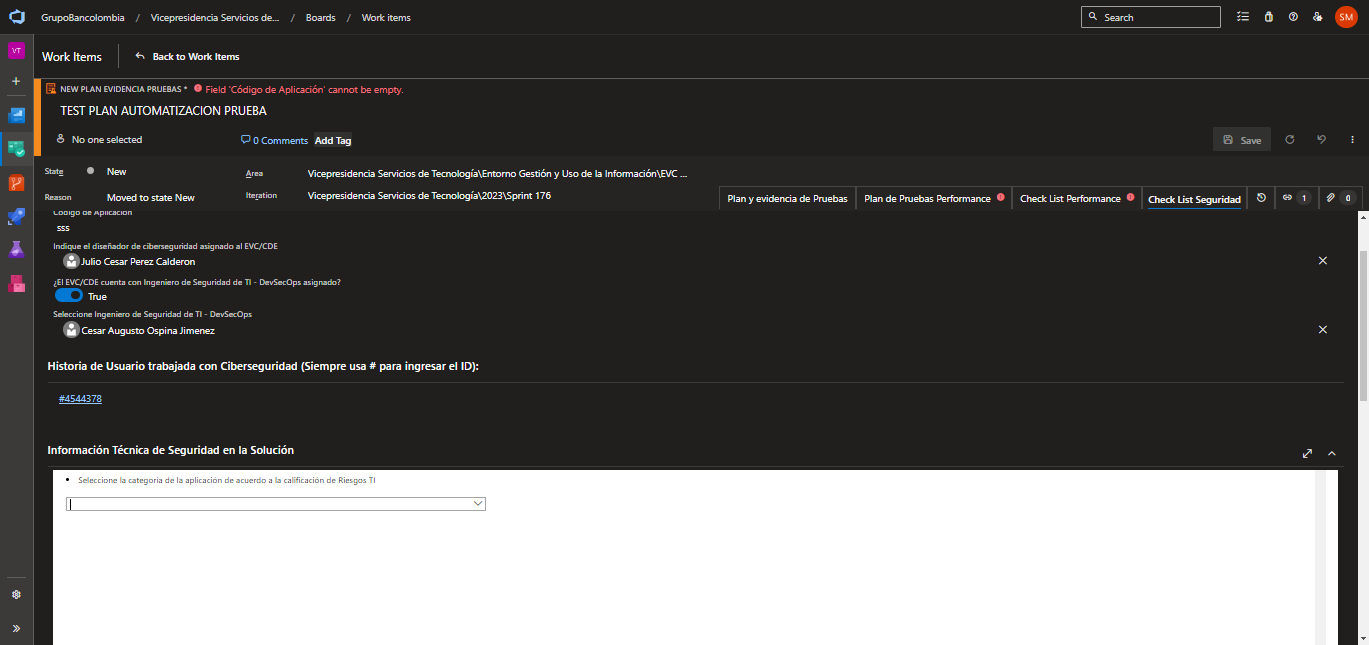 GrupoBancolombia / Vicepresidencia Servicios de... / Boards / Work items
Search
SM
VT
Work Items
Back to Work Items
NEW PLAN EVIDENCIA PRUEBAS * Field 'Código de Aplicación' cannot be empty.
TEST PLAN AUTOMATIZACION PRUEBA
No one selected
0 Comments
Add Tag
Save
State
New
Area
Vicepresidencia Servicios de Tecnología\Entorno Gestión y Uso de la Información\EVC ...
Reason
Moved to state New
Iteration
Vicepresidencia Servicios de Tecnología\2023\Sprint 176
Plan y evidencia de Pruebas
Plan de Pruebas Performance
Check List Performance
Check List Seguridad
1
0
Código de Aplicación
sss
Indique el diseñador de ciberseguridad asignado al EVC/CDE
Julio Cesar Perez Calderon
¿El EVC/CDE cuenta con Ingeniero de Seguridad de TI - DevSecOps asignado?
True
Seleccione Ingeniero de Seguridad de TI - DevSecOps
Cesar Augusto Ospina Jimenez
Historia de Usuario trabajada con Ciberseguridad (Siempre usa # para ingresar el ID):
#4544378
Información Técnica de Seguridad en la Solución
Seleccione la categoria de la aplicación de acuerdo a la calificación de Riesgos TI